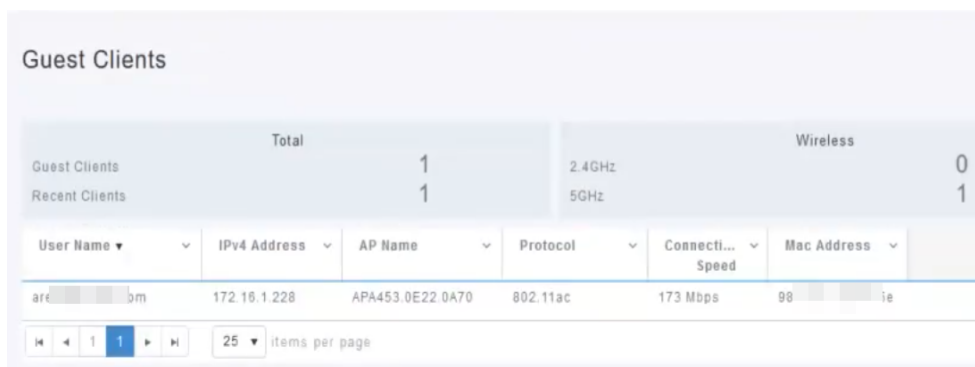 Guest Clients
Total
Guest Clients 1
Recent Clients 1
Wireless
2.4GHz 0
5GHz 1
User Name ▼ IPv4 Address AP Name Protocol Connecti... Speed Mac Address
172.16.1.228 APA453.0E22.0A70 802.11ac 173 Mbps
1 1 25 ▼ items per page